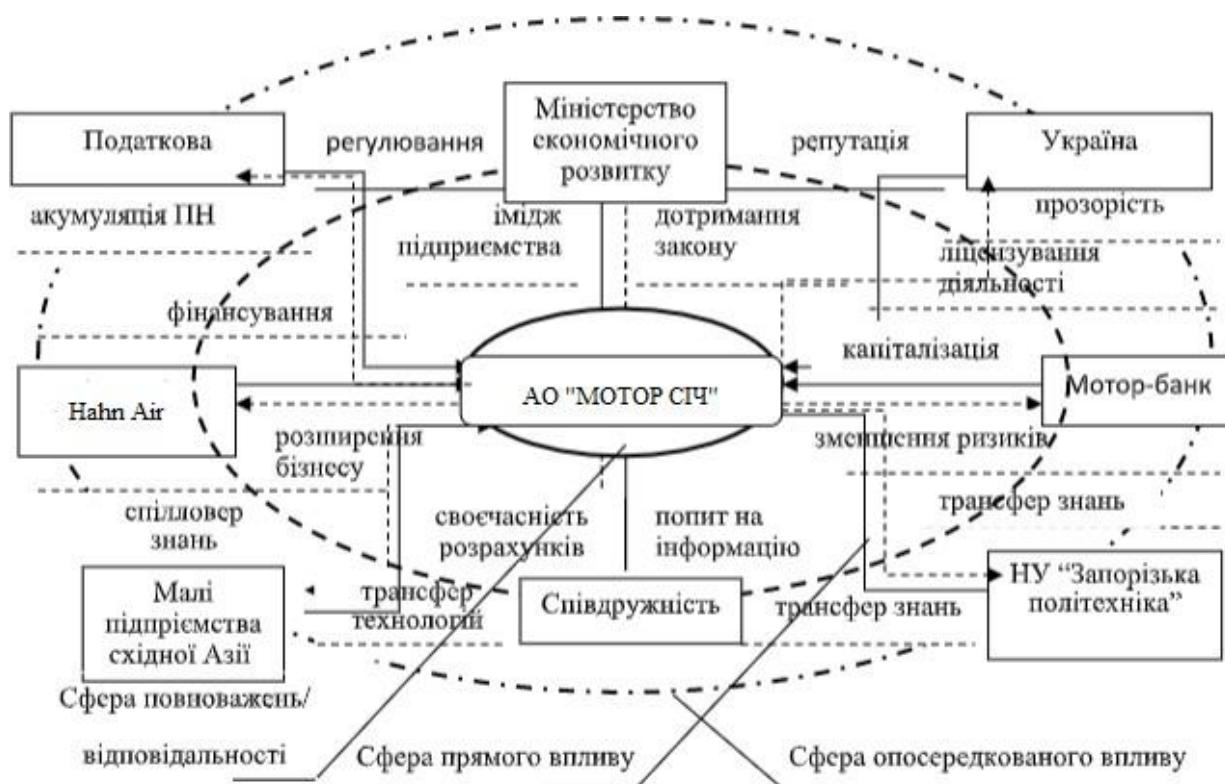 Податкова
регулювання
Міністерство
економічного
розвитку
репутація
Україна
акумуляція ПН
імідж
підприємства
дотримання
закону
прозорість
ліцензування
діяльності
фінансування
капіталізація
Hahn Air
АО "МОТОР СІЧ"
Мотор-банк
розширення
бізнесу
зменшення ризиків
спілловер
знань
своєчасність
розрахунків
попит на
інформацію
трансфер знань
Малі
підпріємства
східної Азії
трансфер
технологій
Співдружність
трансфер знань
НУ “Запорізька
політехніка”
Сфера повноважень/
відповідальності
Сфера прямого впливу
Сфера опосередкованого впливу